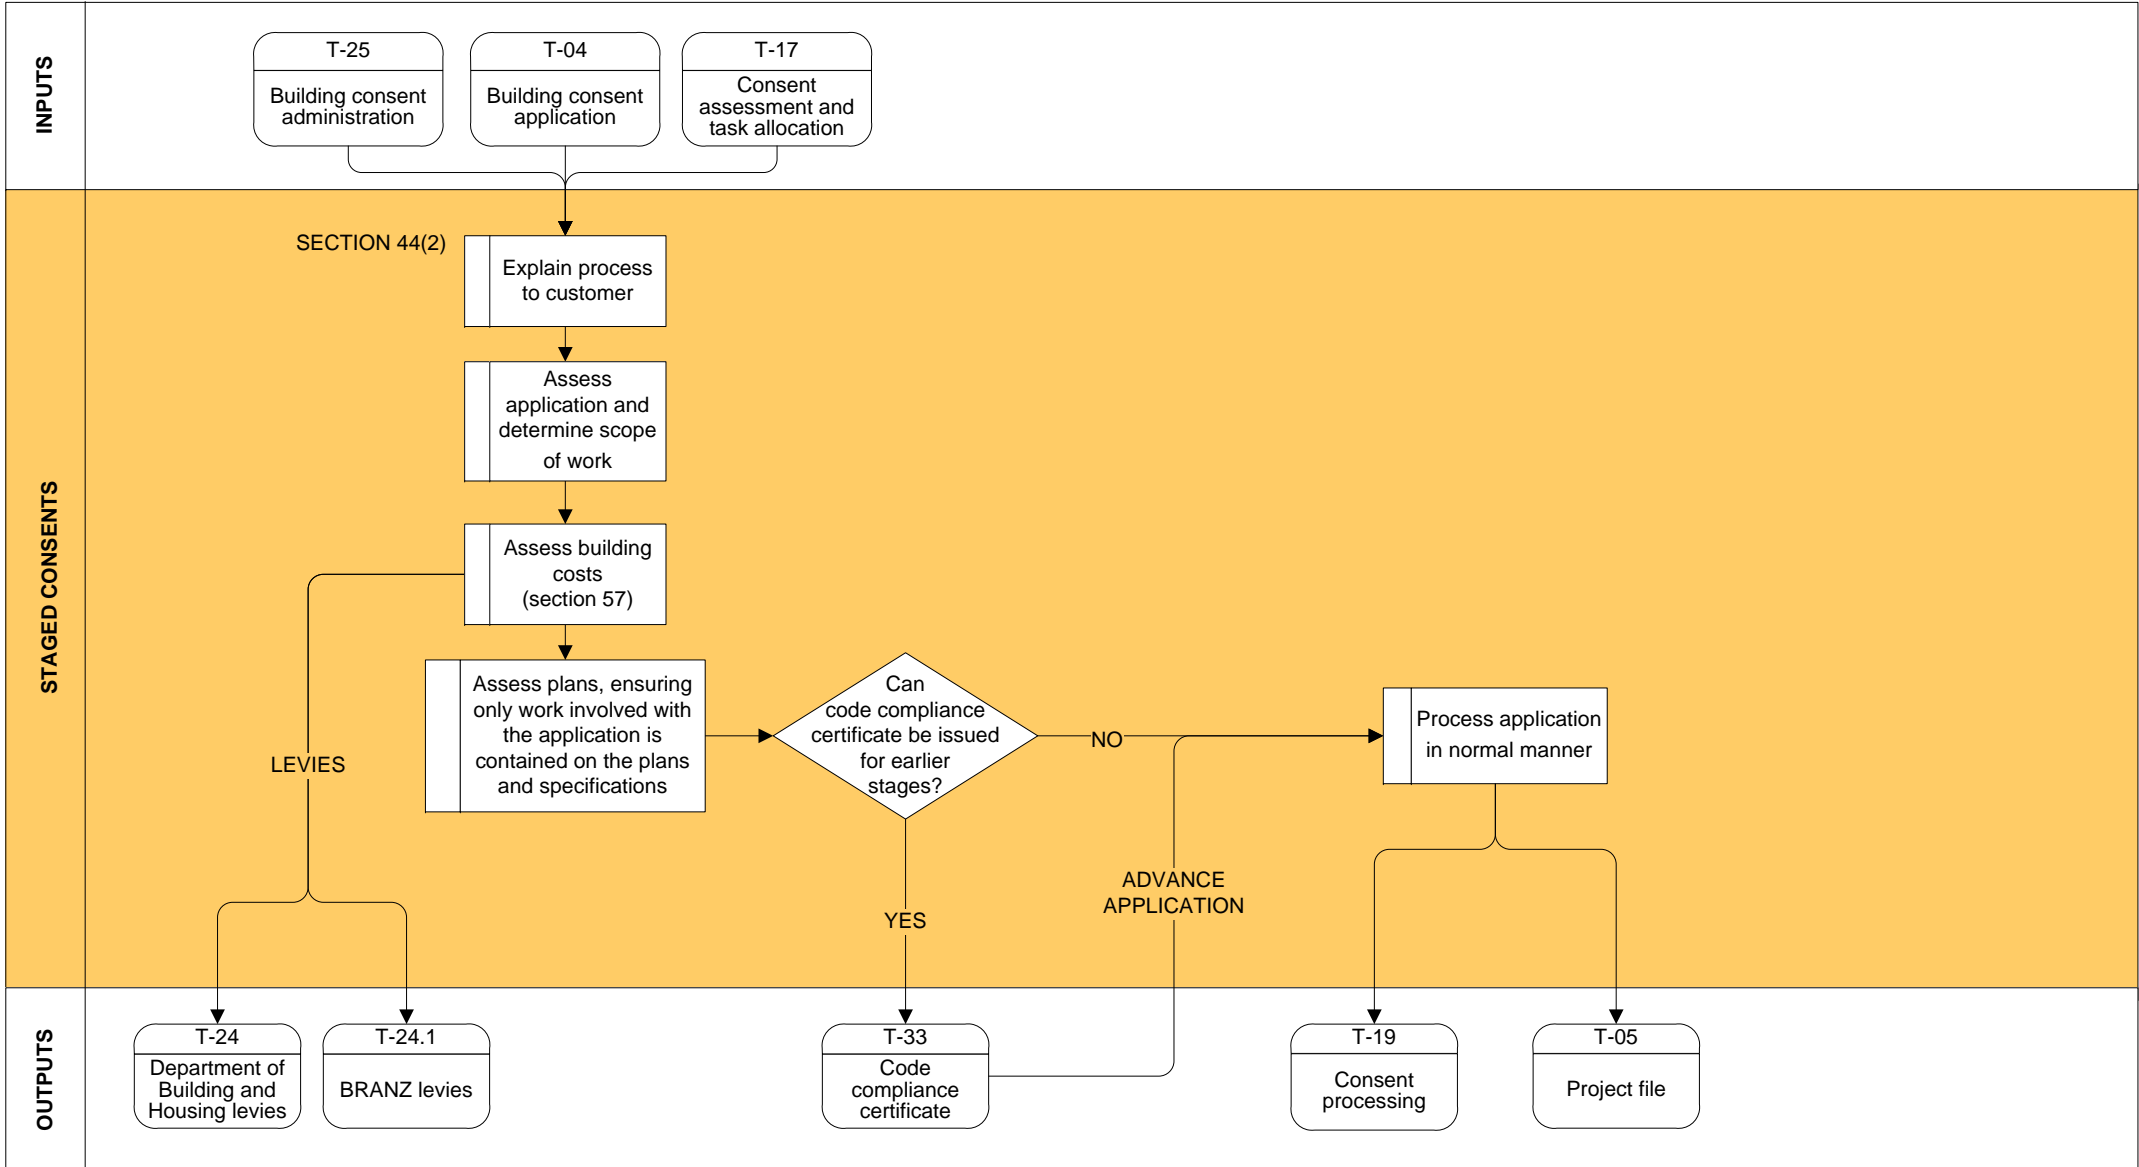 INPUTS
T-25
Building consent
administration
T-04
Building consent
application
T-17
Consent
assessment and
task allocation
STAGED CONSENTS
SECTION 44(2)
Explain process
to customer
Assess
application and
determine scope
of work
Assess building
costs
(section 57)
LEVIES
Assess plans, ensuring
only work involved with
the application is
contained on the plans
and specifications
Can
code compliance
certificate be issued
for earlier
stages?
NO
YES
ADVANCE
APPLICATION
Process application
in normal manner
OUTPUTS
T-24
Department of
Building and
Housing levies
T-24.1
BRANZ levies
T-33
Code
compliance
certificate
T-19
Consent
processing
T-05
Project file